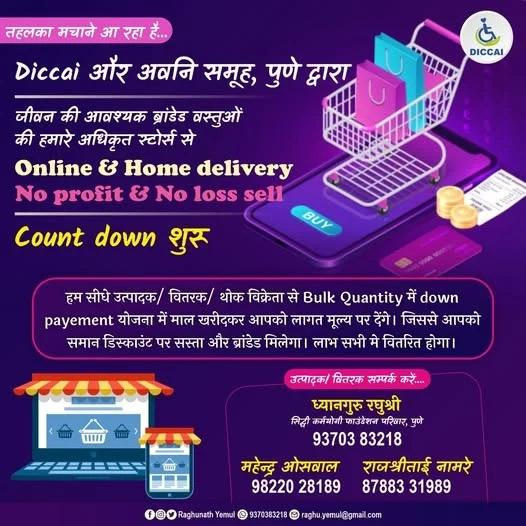 तहलका मचाने आ रहा है...
DICCAI
Diccai और अवनि समूह, पुणे द्वारा
जीवन की आवश्यक ब्रांडेड वस्तुओं
की हमारे अधिकृत स्टोर्स से
Online & Home delivery
No profit & No loss sell
Count down शुरू
BUY
हम सीधे उत्पादक/ वितरक/ थोक विक्रेता से Bulk Quantity में down
payement योजना में माल खरीदकर आपको लागत मूल्य पर देंगे। जिससे आपको
समान डिस्काउंट पर सस्ता और ब्रांडेड मिलेगा। लाभ सभी मे वितरित होगा।
उत्पादक/ वितरक सम्पर्क करें....
ध्यानगुरु रघुश्री
सिद्धी कर्मयोगी फाउंडेशन परिवार, पुणे
93703 83218
महेन्द्र ओसवाल
98220 28189
राजश्रीताई नामरे
87883 31989
Raghunath Yemul 9370383218 raghu.yemul@gmail.com